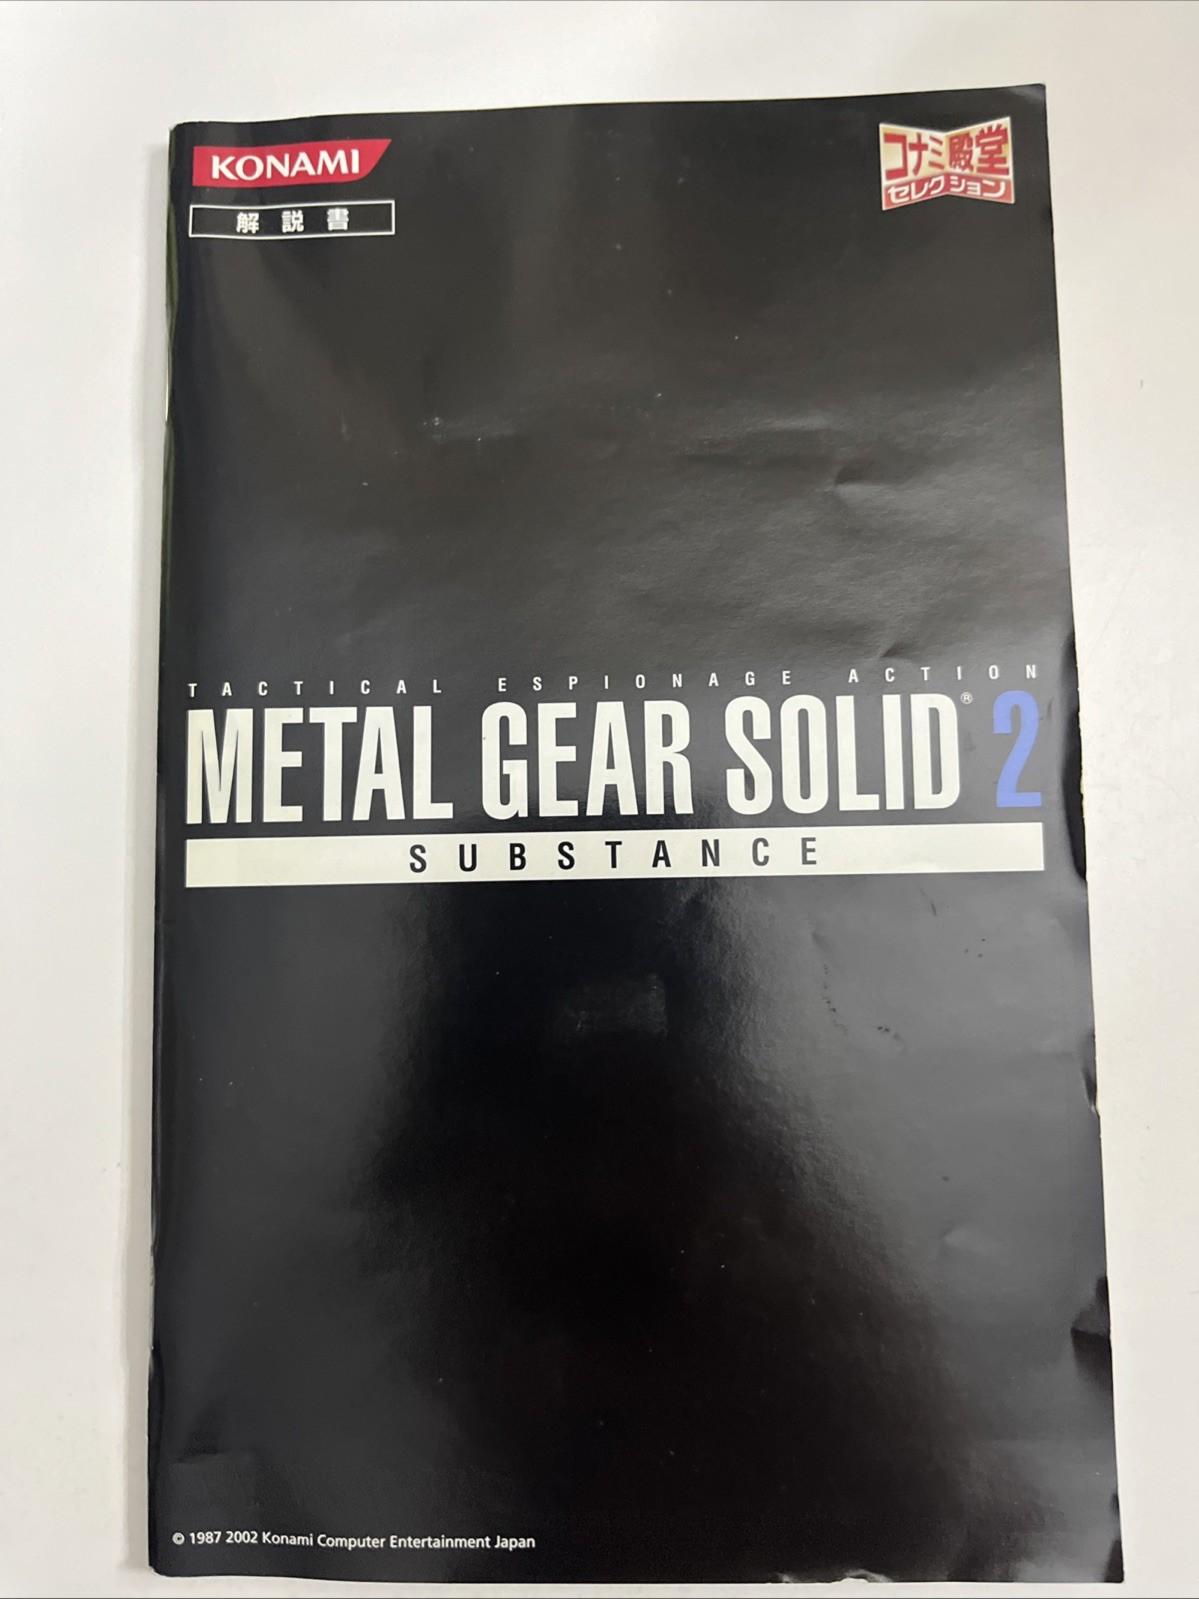 KONAMI
解説書
コナミ殿堂
セレクション
TACTICAL ESPIONAGE ACTION
METAL GEAR SOLID® 2
SUBSTANCE
© 1987 2002 Konami Computer Entertainment Japan